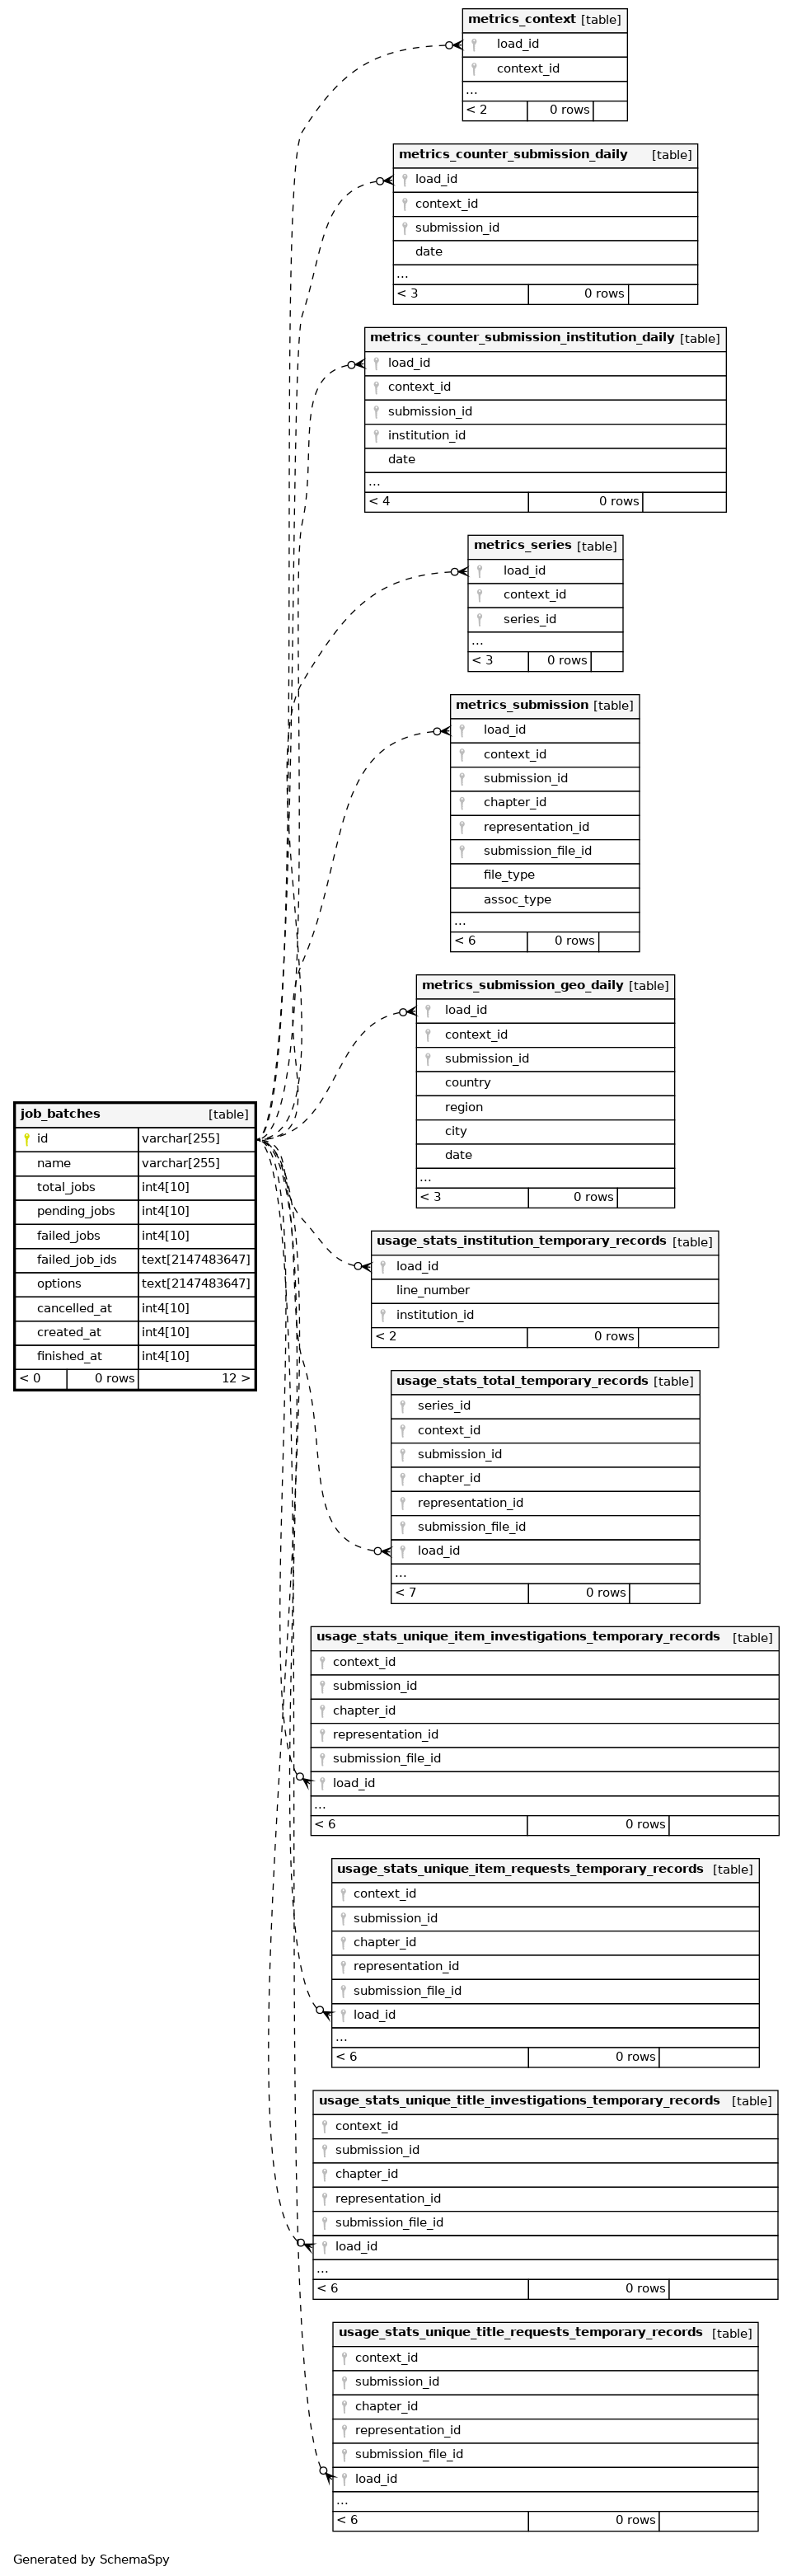 metrics_context [table]
load_id
context_id
...
< 2 0 rows
metrics_counter_submission_daily [table]
load_id
context_id
submission_id
date
...
< 3 0 rows
metrics_counter_submission_institution_daily [table]
load_id
context_id
submission_id
institution_id
date
...
< 4 0 rows
metrics_series [table]
load_id
context_id
series_id
...
< 3 0 rows
metrics_submission [table]
load_id
context_id
submission_id
chapter_id
representation_id
submission_file_id
file_type
assoc_type
...
< 6 0 rows
metrics_submission_geo_daily [table]
load_id
context_id
submission_id
country
region
city
date
...
< 3 0 rows
job_batches [table]
id varchar[255]
name varchar[255]
total_jobs int4[10]
pending_jobs int4[10]
failed_jobs int4[10]
failed_job_ids text[2147483647]
options text[2147483647]
cancelled_at int4[10]
created_at int4[10]
finished_at int4[10]
< 0 0 rows 12 >
usage_stats_institution_temporary_records [table]
load_id
line_number
institution_id
< 2 0 rows
usage_stats_total_temporary_records [table]
series_id
context_id
submission_id
chapter_id
representation_id
submission_file_id
load_id
...
< 7 0 rows
usage_stats_unique_item_investigations_temporary_records [table]
context_id
submission_id
chapter_id
representation_id
submission_file_id
load_id
...
< 6 0 rows
usage_stats_unique_item_requests_temporary_records [table]
context_id
submission_id
chapter_id
representation_id
submission_file_id
load_id
...
< 6 0 rows
usage_stats_unique_title_investigations_temporary_records [table]
context_id
submission_id
chapter_id
representation_id
submission_file_id
load_id
...
< 6 0 rows
usage_stats_unique_title_requests_temporary_records [table]
context_id
submission_id
chapter_id
representation_id
submission_file_id
load_id
...
< 6 0 rows
Generated by SchemaSpy